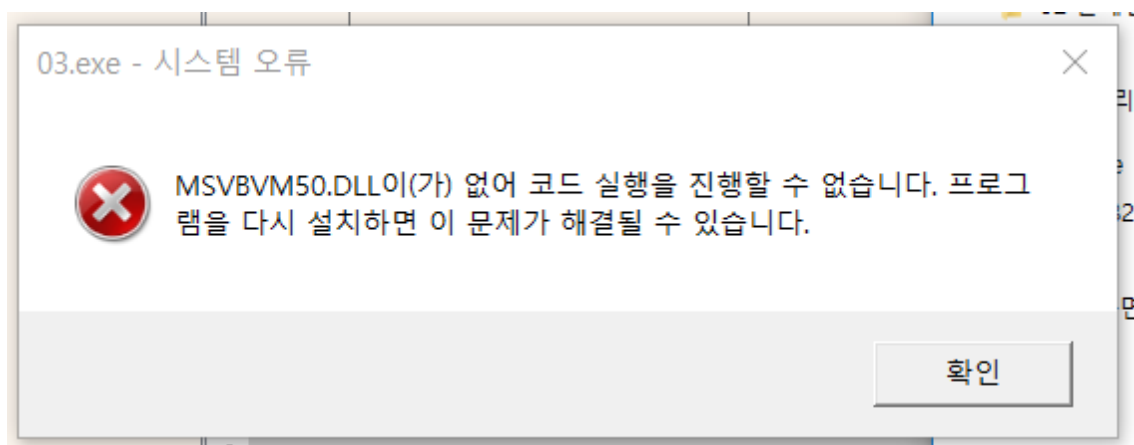 03.exe - 시스템 오류
MSVBVM50.DLL이(가) 없어 코드 실행을 진행할 수 없습니다. 프로그
램을 다시 설치하면 이 문제가 해결될 수 있습니다.
확인